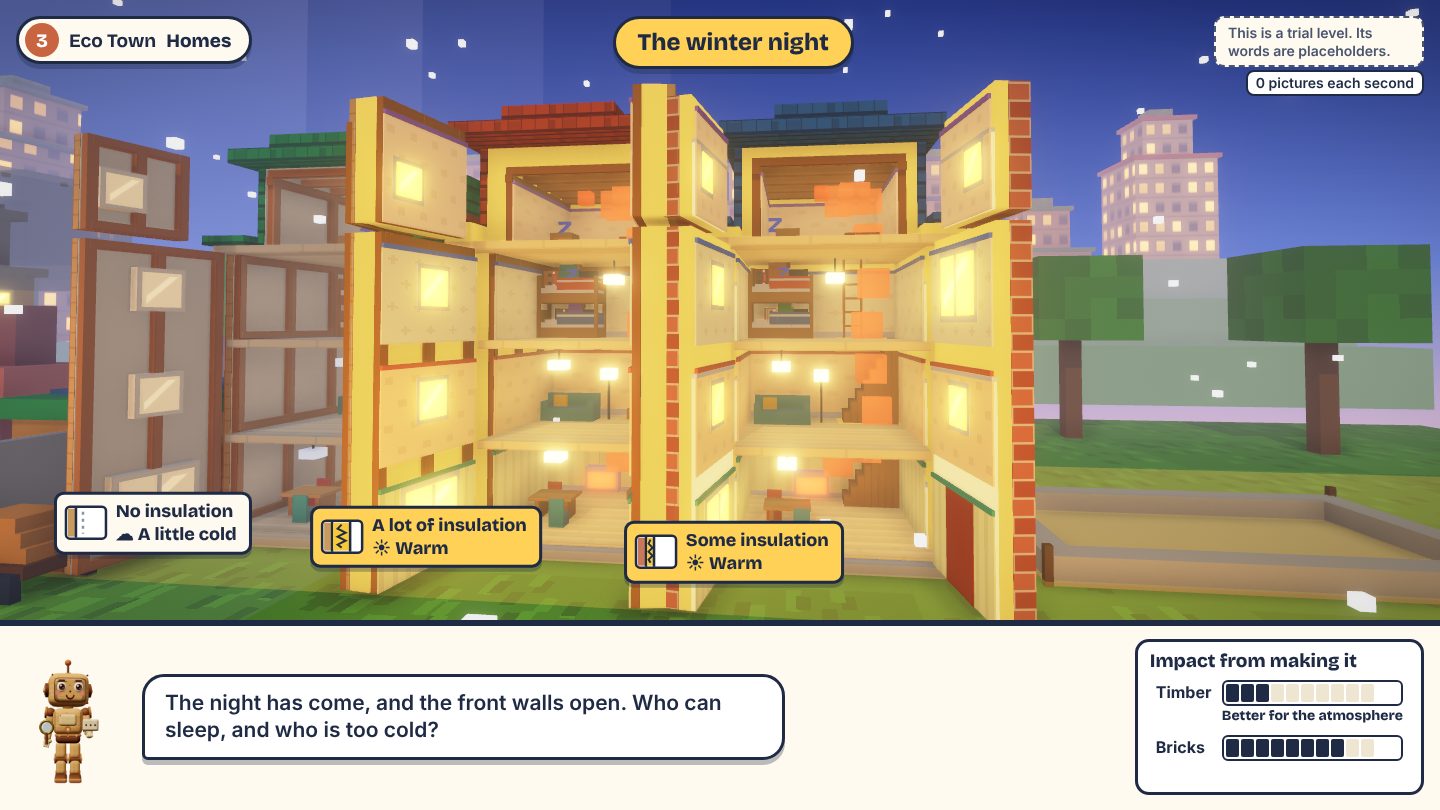 3 Eco Town Homes
The winter night
This is a trial level. Its
words are placeholders.
0 pictures each second
Z
Z
No insulation
☁ A little cold
A lot of insulation
☀ Warm
Some insulation
☀ Warm
The night has come, and the front walls open. Who can
sleep, and who is too cold?
Impact from making it
Timber
Better for the atmosphere
Bricks